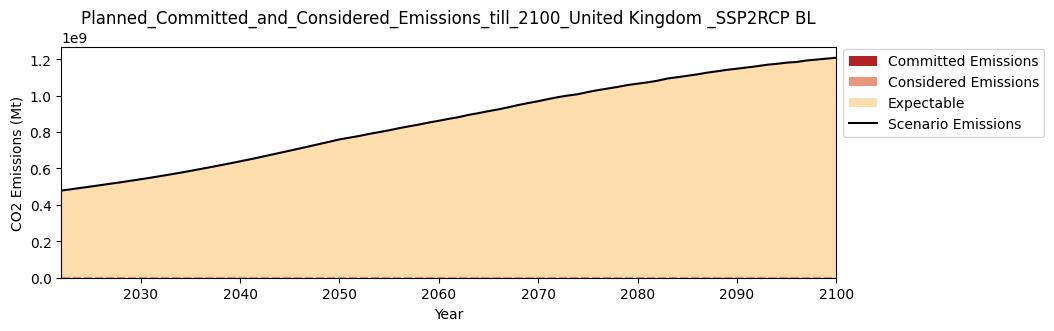 Planned_Committed_and_Considered_Emissions_till_2100_United Kingdom _SSP2RCP BL
1e9
1.2
1.0
0.8
0.6
0.4
0.2
0.0
CO2 Emissions (Mt)
2030 2040 2050 2060 2070 2080 2090 2100
Year
Committed Emissions
Considered Emissions
Expectable
Scenario Emissions